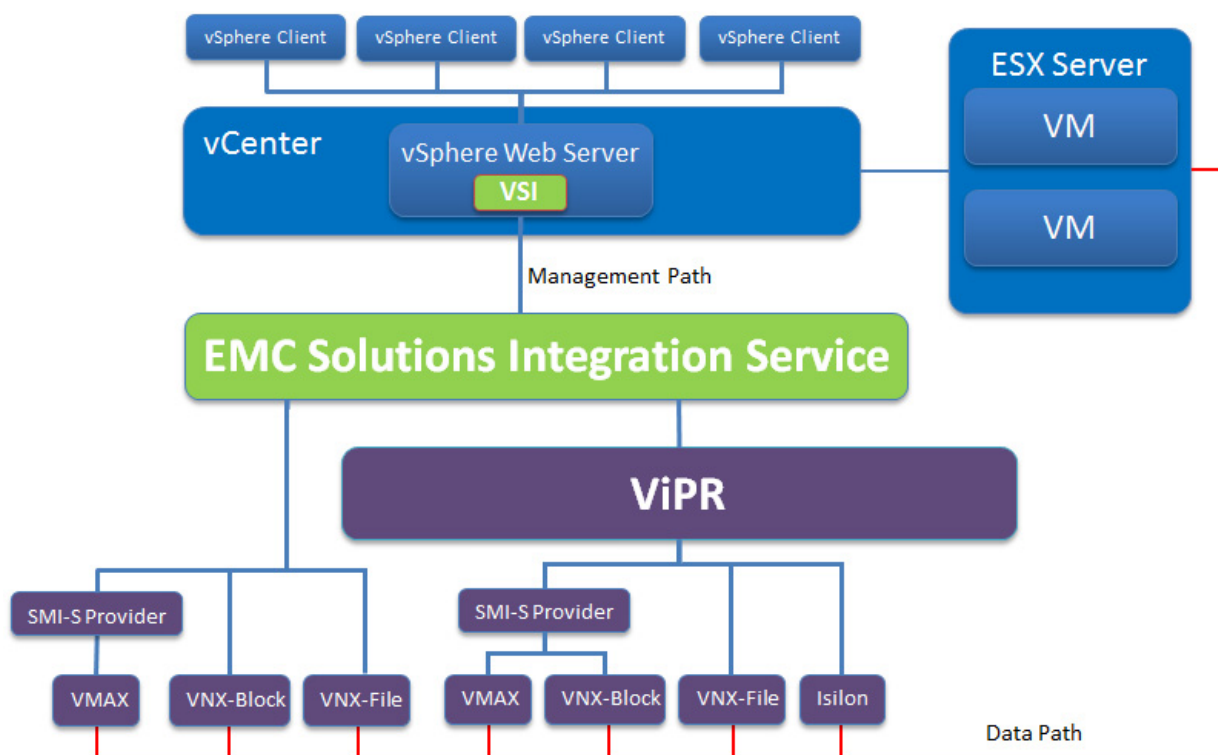 vSphere Client
vSphere Client
vSphere Client
vSphere Client
vCenter
vSphere Web Server
VSI
ESX Server
VM
VM
Management Path
EMC Solutions Integration Service
ViPR
SMI-S Provider
SMI-S Provider
VMAX
VNX-Block
VNX-File
VMAX
VNX-Block
VNX-File
Isilon
Data Path